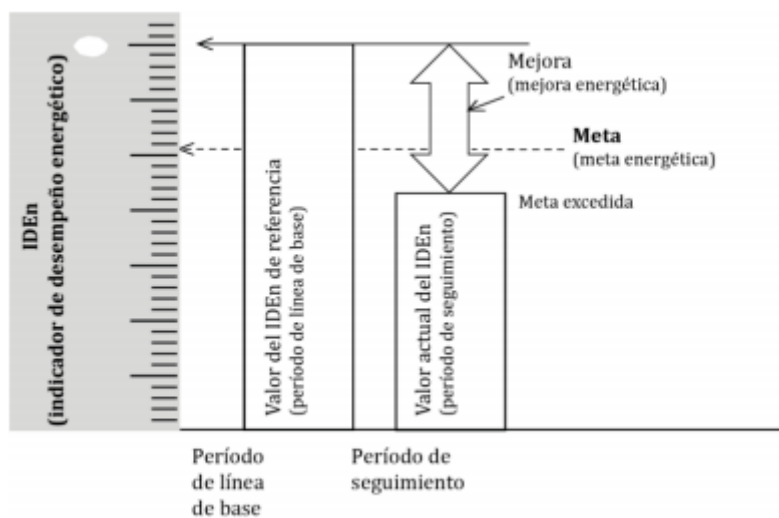 IDEn
(indicador de desempeño energético)
Valor del IDEn de referencia
(período de línea de base)
Valor actual del IDEn
(período de seguimiento)
Mejora
(mejora energética)
Meta
(meta energética)
Meta excedida
Período
de línea
de base
Período de
seguimiento